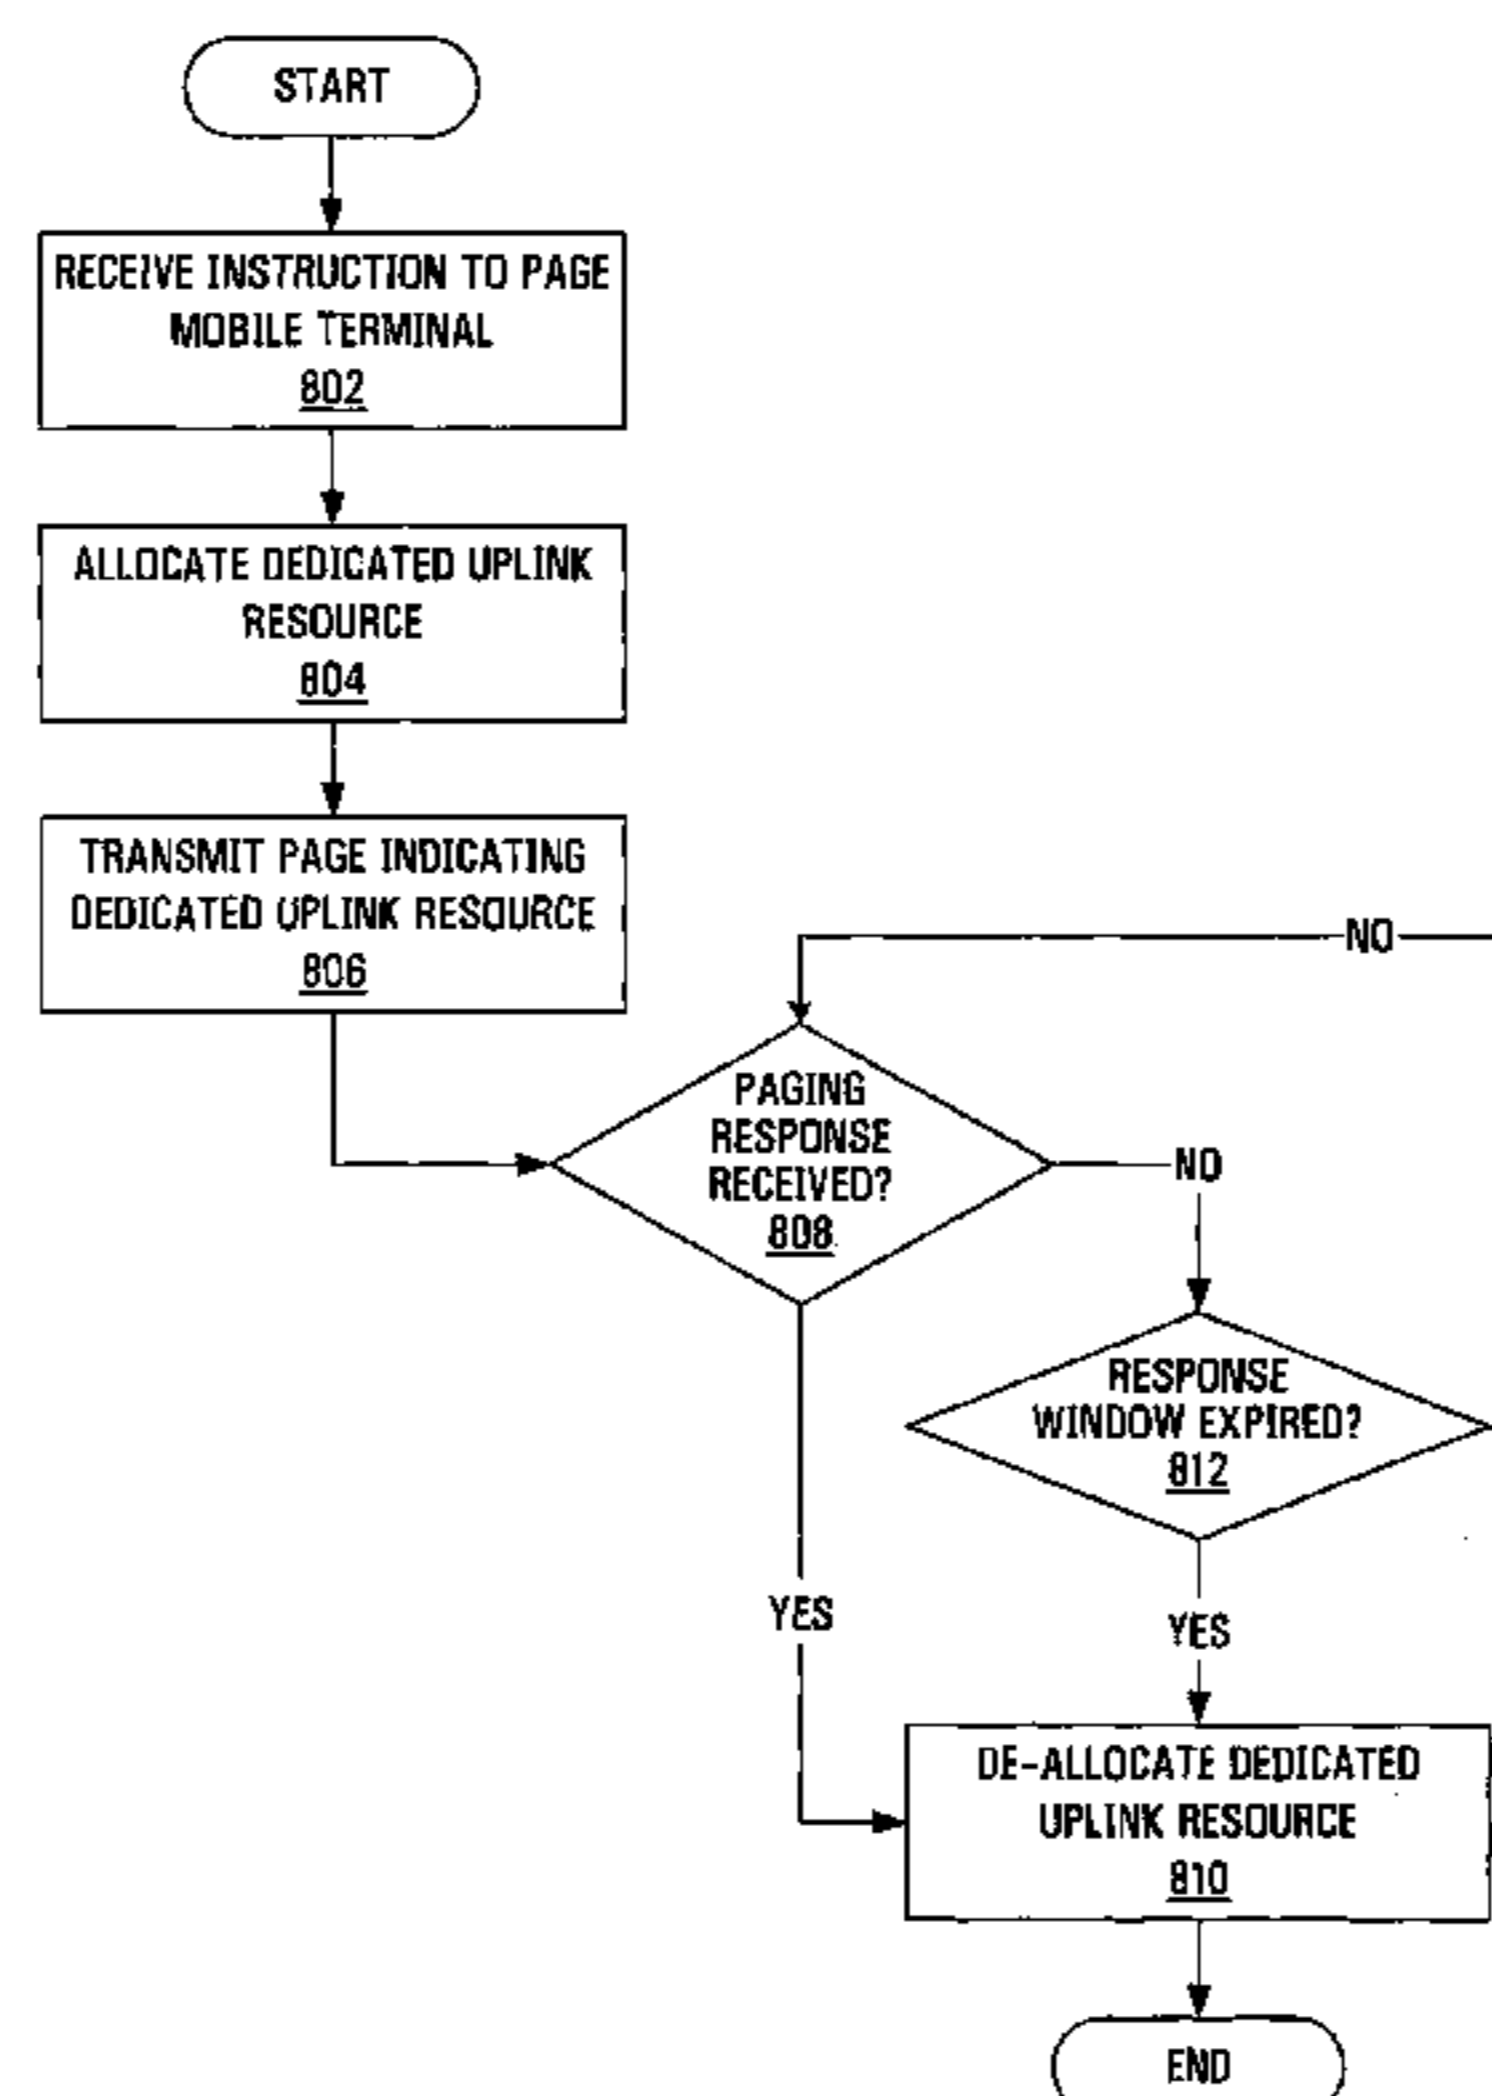 START
RECEIVE INSTRUCTION TO PAGE
MOBILE TERMINAL
802
ALLOCATE DEDICATED UPLINK
RESOURCE
804
TRANSMIT PAGE INDICATING
DEDICATED UPLINK RESOURCE
806
NO
PAGING
RESPONSE
RECEIVED?
808
NO
RESPONSE
WINDOW EXPIRED?
812
YES
YES
DE-ALLOCATE DEDICATED
UPLINK RESOURCE
810
END